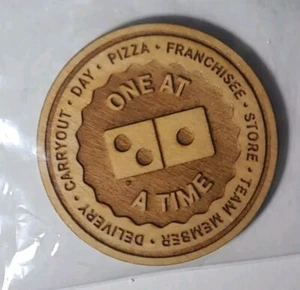 ONE AT
A TIME
PIZZA • FRANCHISEE • STORE • TEAM MEMBER • DELIVERY • CARRYOUT • DAY •